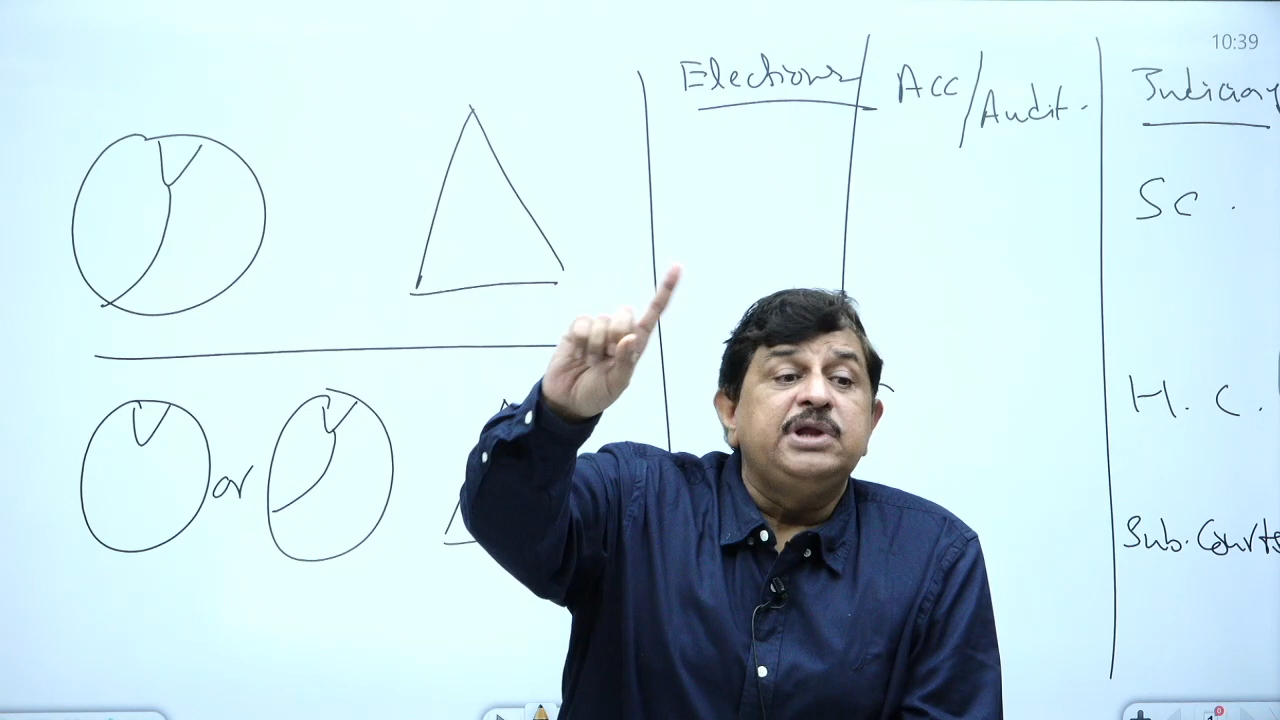 10:39
Elections
Acc/Audit.
Judiciary
SC.
or
H.C.
Sub.Courts